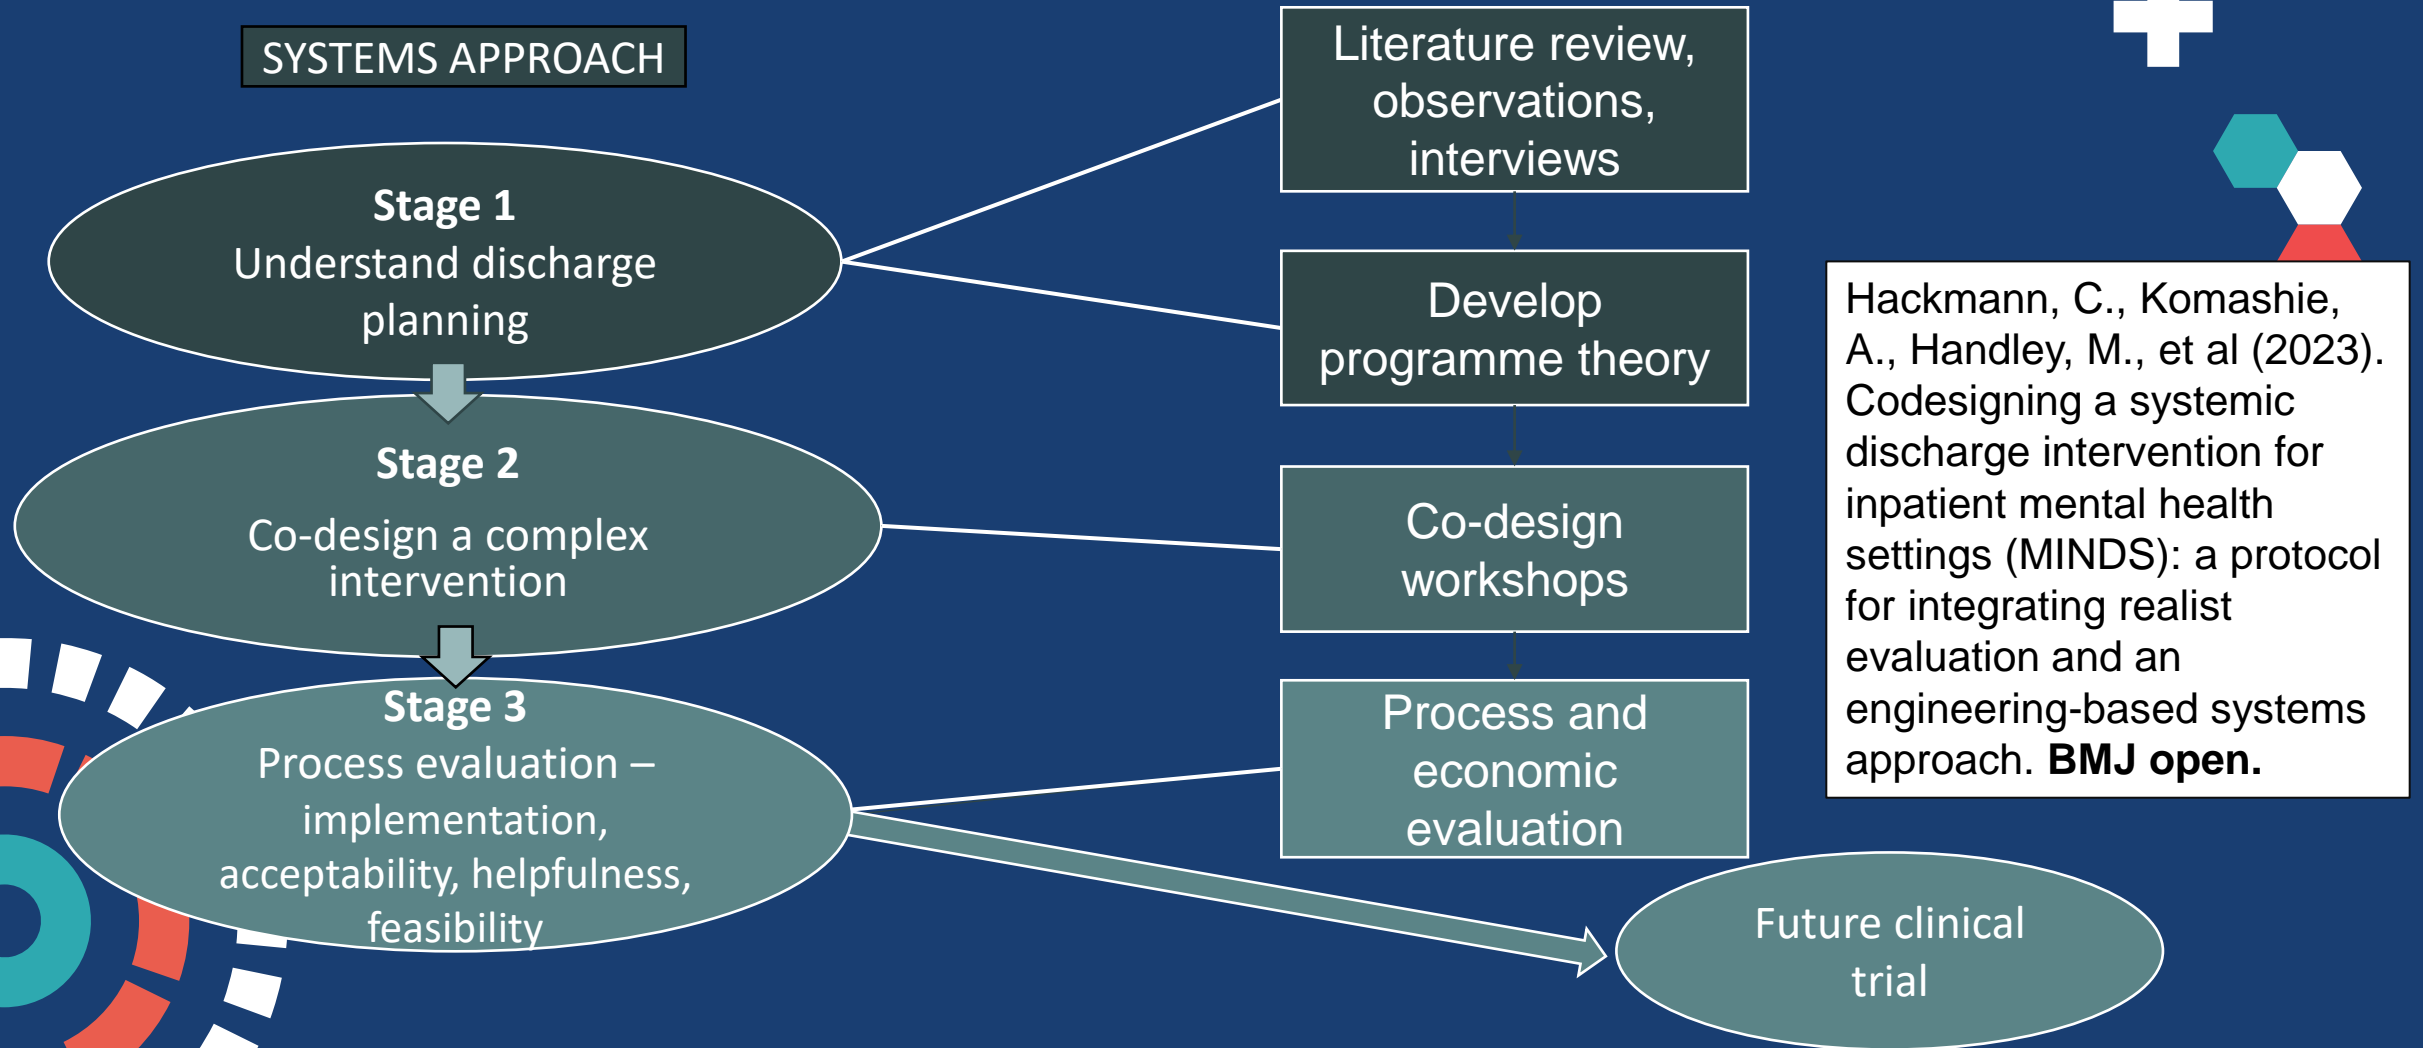 SYSTEMS APPROACH
Stage 1
Understand discharge
planning
Stage 2
Co-design a complex
intervention
Stage 3
Process evaluation –
implementation,
acceptability, helpfulness,
feasibility
Literature review,
observations,
interviews
Develop
programme theory
Co-design
workshops
Process and
economic
evaluation
Future clinical
trial
Hackmann, C., Komashie,
A., Handley, M., et al (2023).
Codesigning a systemic
discharge intervention for
inpatient mental health
settings (MINDS): a protocol
for integrating realist
evaluation and an
engineering-based systems
approach. BMJ open.